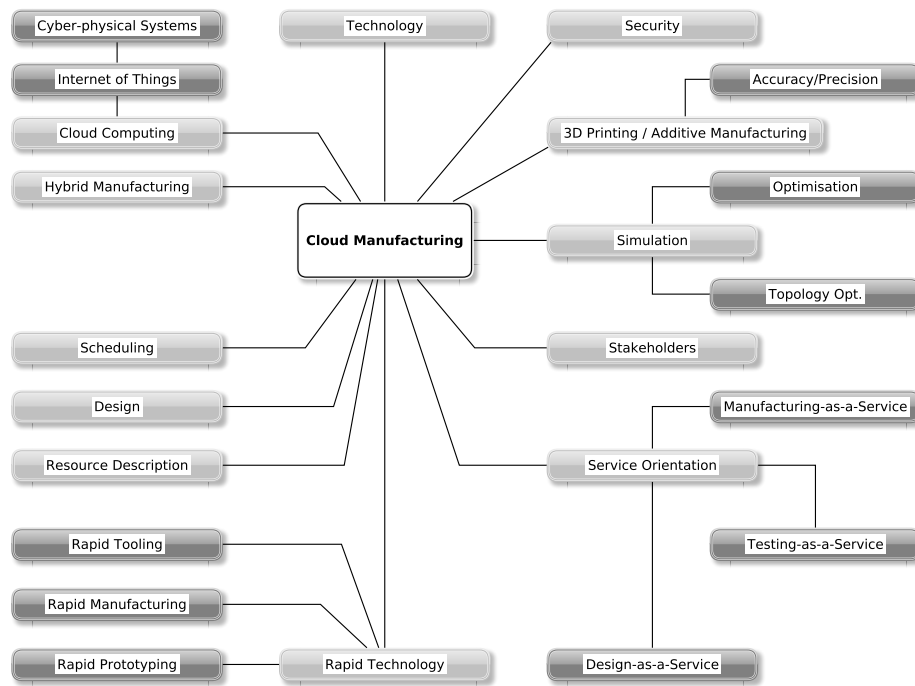 Cyber-physical Systems
Technology
Security
Internet of Things
Accuracy/Precision
Cloud Computing
3D Printing / Additive Manufacturing
Hybrid Manufacturing
Optimisation
Cloud Manufacturing
Simulation
Topology Opt.
Scheduling
Stakeholders
Design
Manufacturing-as-a-Service
Resource Description
Service Orientation
Rapid Tooling
Testing-as-a-Service
Rapid Manufacturing
Rapid Prototyping
Rapid Technology
Design-as-a-Service